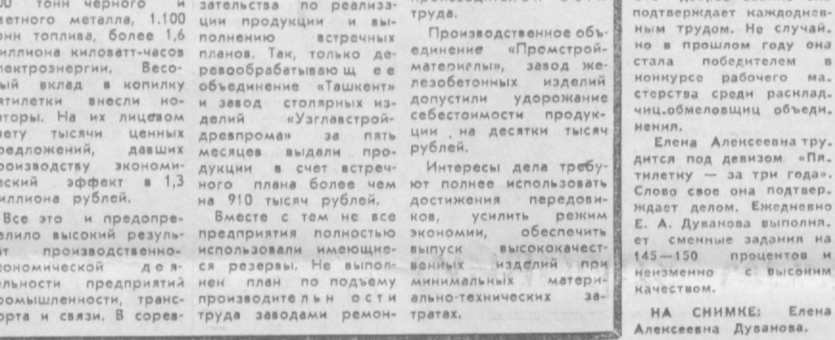 тонн черного и
ветного металла, 1.100
онн топлива, более 1,6
иллиона киловатт-часов
лектроэнергии. Весо-
ый вклад в копилку
ятилетки внесли но-
аторы. На их лицевом
чету тысячи ценных
редложений, давших
роизводству экономи-
еский эффект в 1,3
иллиона рублей.
Все это и предопре-
елило высокий резуль-
ат производственно-
кономической дея-
ельности предприятий
ромышленности, транс-
орта и связи. В сорев-
зательства по реализа-
ции продукции и вы-
полнению встречных
планов. Так, только де-
ревообрабатывающее
объединение «Ташкент»
и завод столярных из-
делий «Узглавстрой-
древпрома» за пять
месяцев выдали про-
дукции в счет встреч-
ного плана более чем
на 910 тысяч рублей.
Вместе с тем не все
предприятия полностью
использовали имеющие-
ся резервы. Не выпол-
нен план по подъему
производительности
труда заводами ремон-
труда.
Производственное объ-
единение «Промстрой-
материалы», завод же-
лезобетонных изделий
допустили удорожание
себестоимости продук-
ции на десятки тысяч
рублей.
Интересы дела требу-
ют полнее использовать
достижения передови-
ков, усилить режим
экономии, обеспечить
выпуск высококачест-
венных изделий при
минимальных матери-
ально-технических за-
тратах.
подтверждает каждоднев-
ным трудом. Не случай-
но в прошлом году она
стала победителем в
конкурсе рабочего ма-
стерства среди расклад-
чиц-обмеловщиц объеди-
нения.
Елена Алексеевна тру-
дится под девизом «Пя-
тилетку — за три года».
Слово свое она подтвер-
ждает делом. Ежедневно
Е. А. Дуванова выполня-
ет сменные задания на
145—150 процентов и
неизменно с высоким
качеством.
НА СНИМКЕ: Елена
Алексеевна Дуванова.